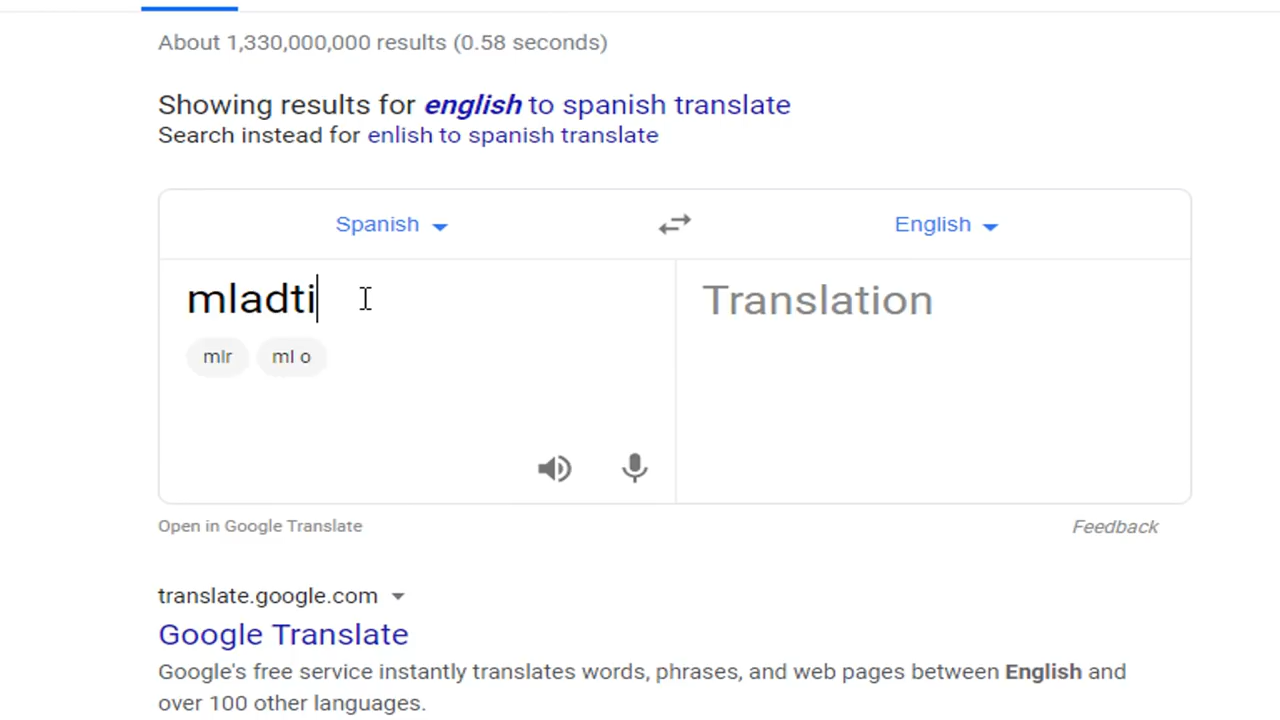 About 1,330,000,000 results (0.58 seconds)
Showing results for english to spanish translate
Search instead for enlish to spanish translate
Spanish English
mladti Translation
mlr ml o
Open in Google Translate Feedback
translate.google.com
Google Translate
Google's free service instantly translates words, phrases, and web pages between English and
over 100 other languages.